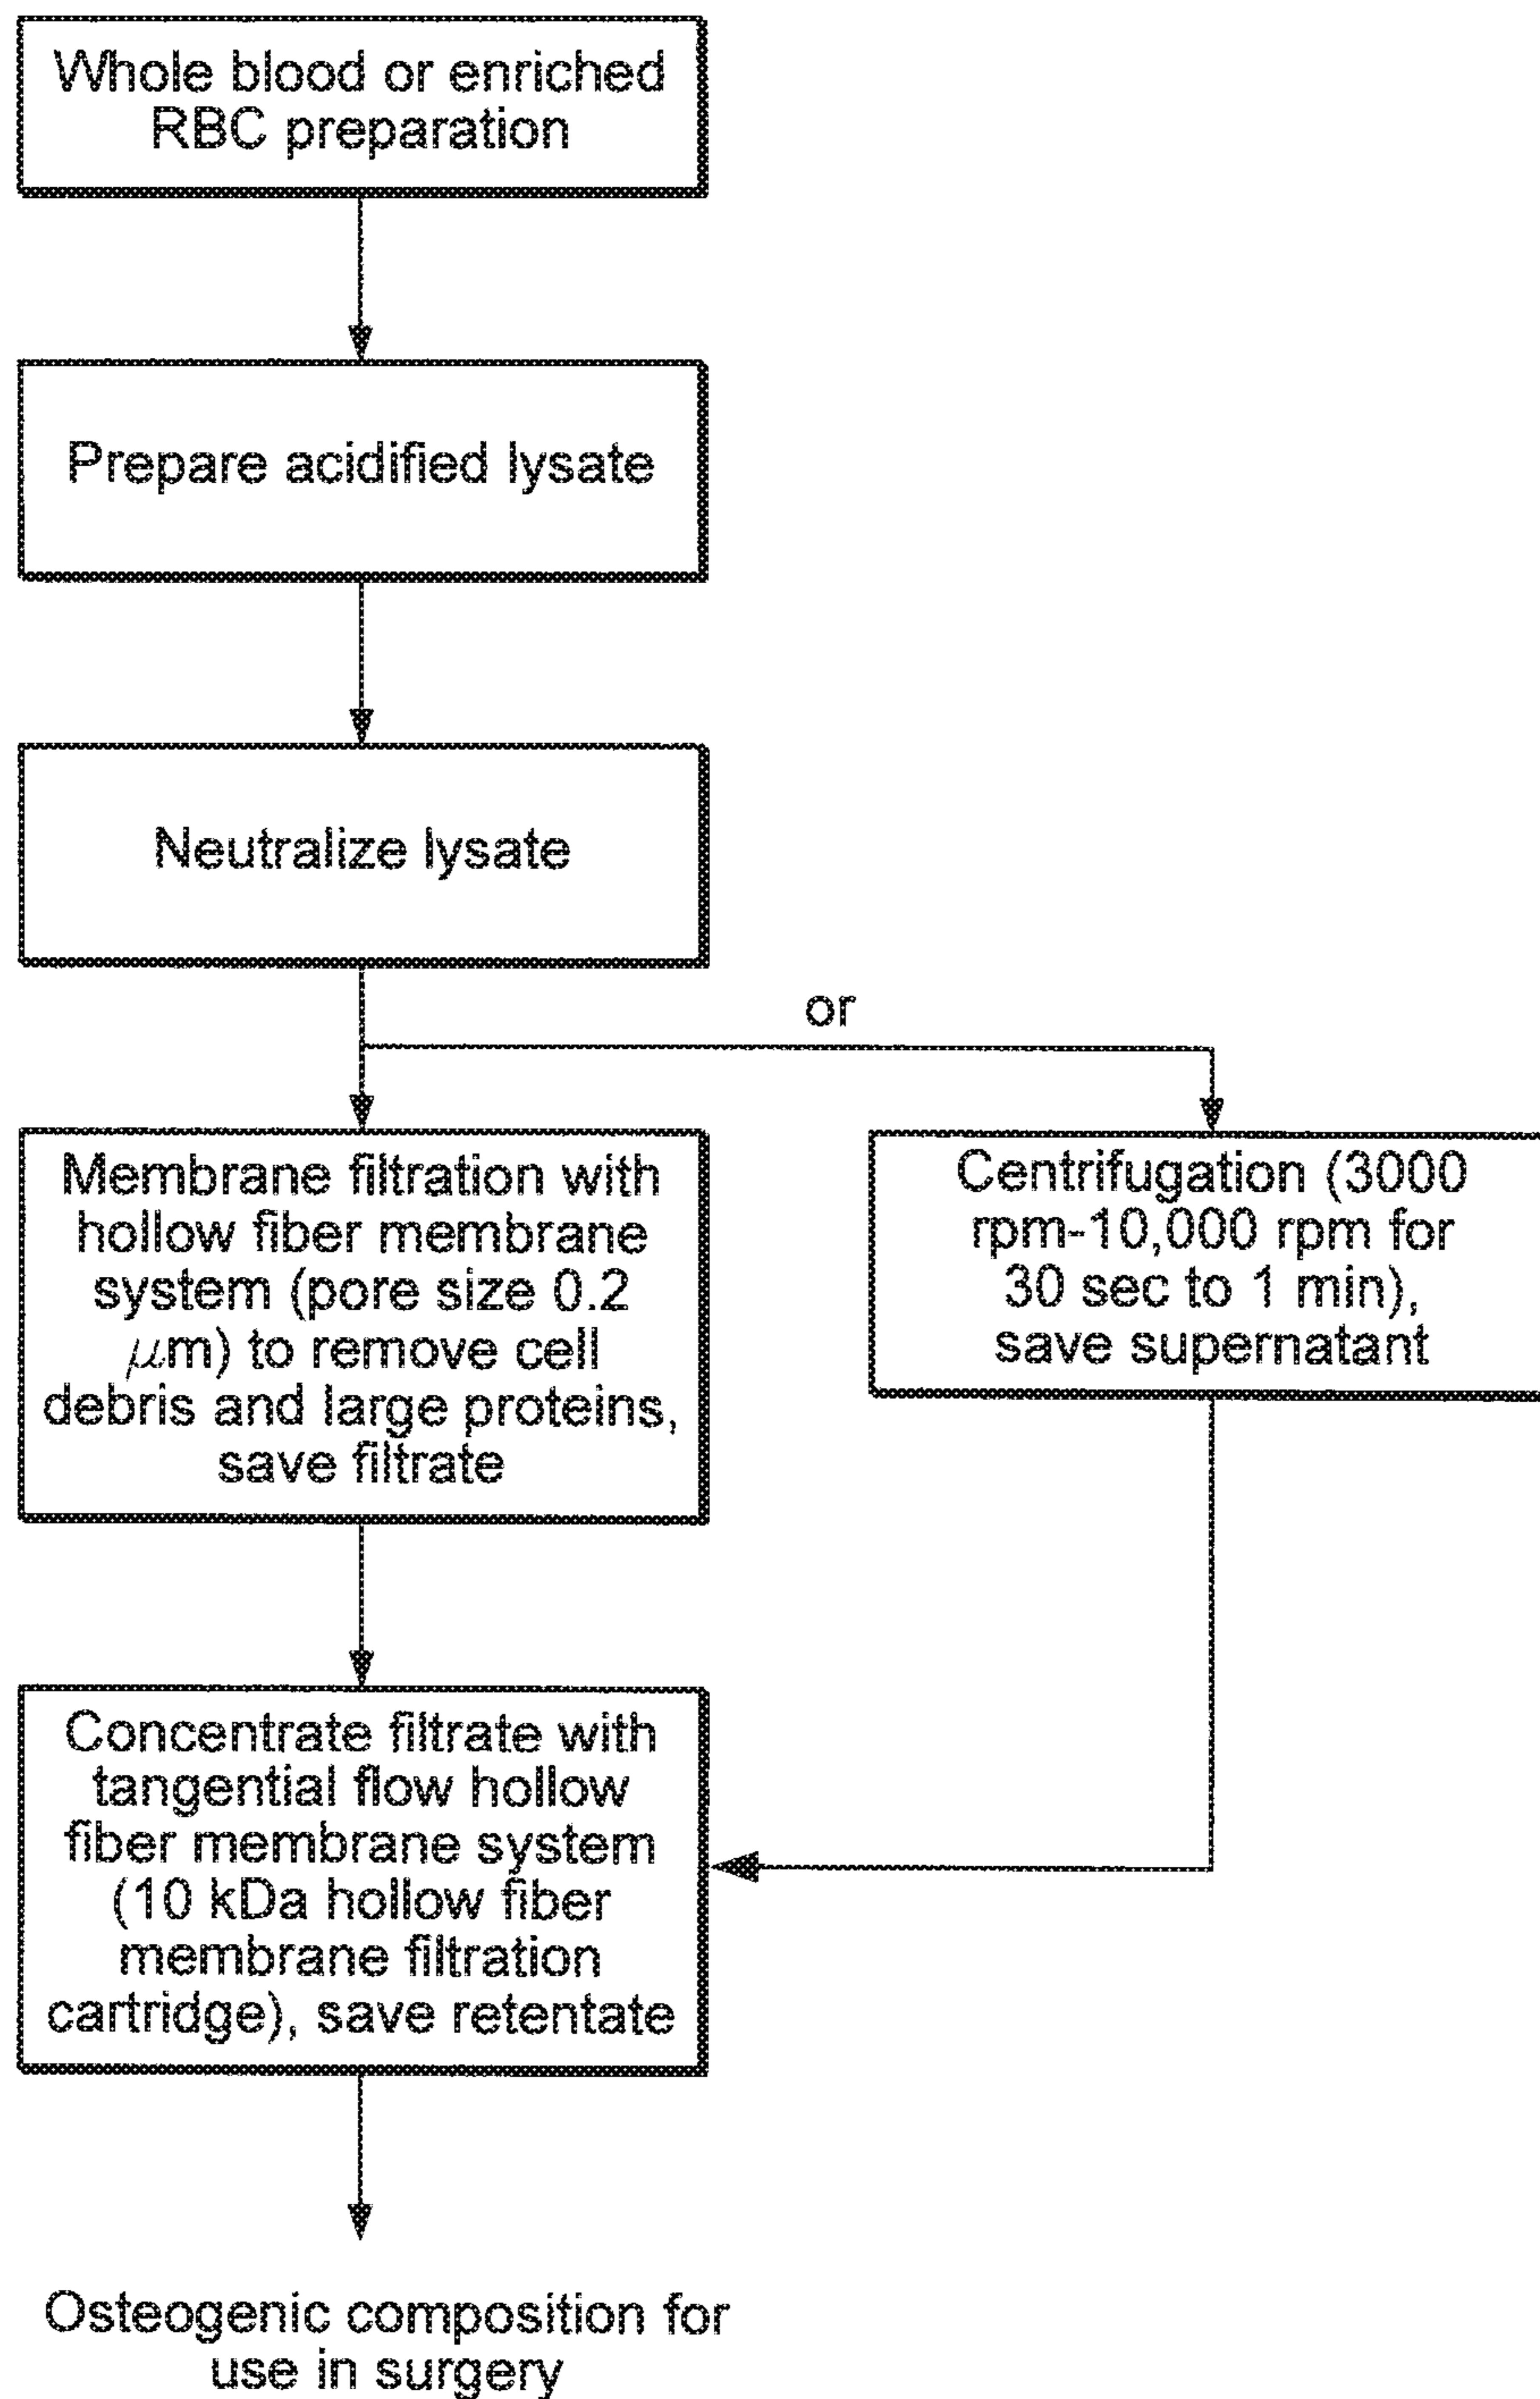 Whole blood or enriched
RBC preparation
Prepare acidified lysate
Neutralize lysate
or
Membrane filtration with
hollow fiber membrane
system (pore size 0.2
μm) to remove cell
debris and large proteins,
save filtrate
Centrifugation (3000
rpm-10,000 rpm for
30 sec to 1 min),
save supernatant
Concentrate filtrate with
tangential flow hollow
fiber membrane system
(10 kDa hollow fiber
membrane filtration
cartridge), save retentate
Osteogenic composition for
use in surgery